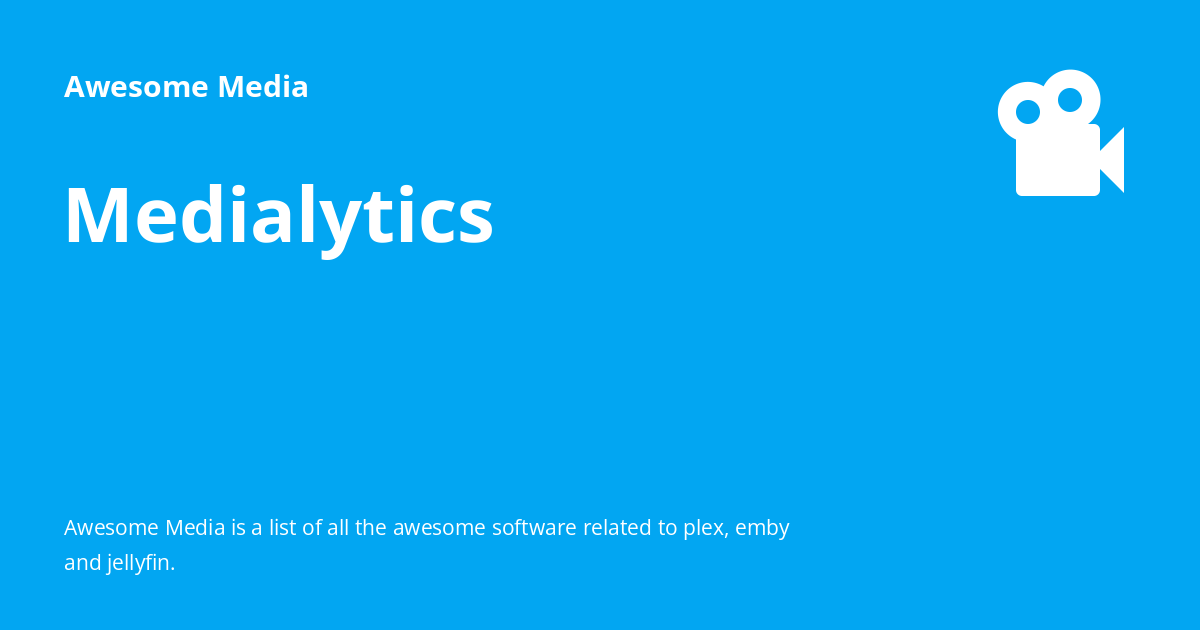 Awesome Media
Medialytics
Awesome Media is a list of all the awesome software related to plex, emby
and jellyfin.